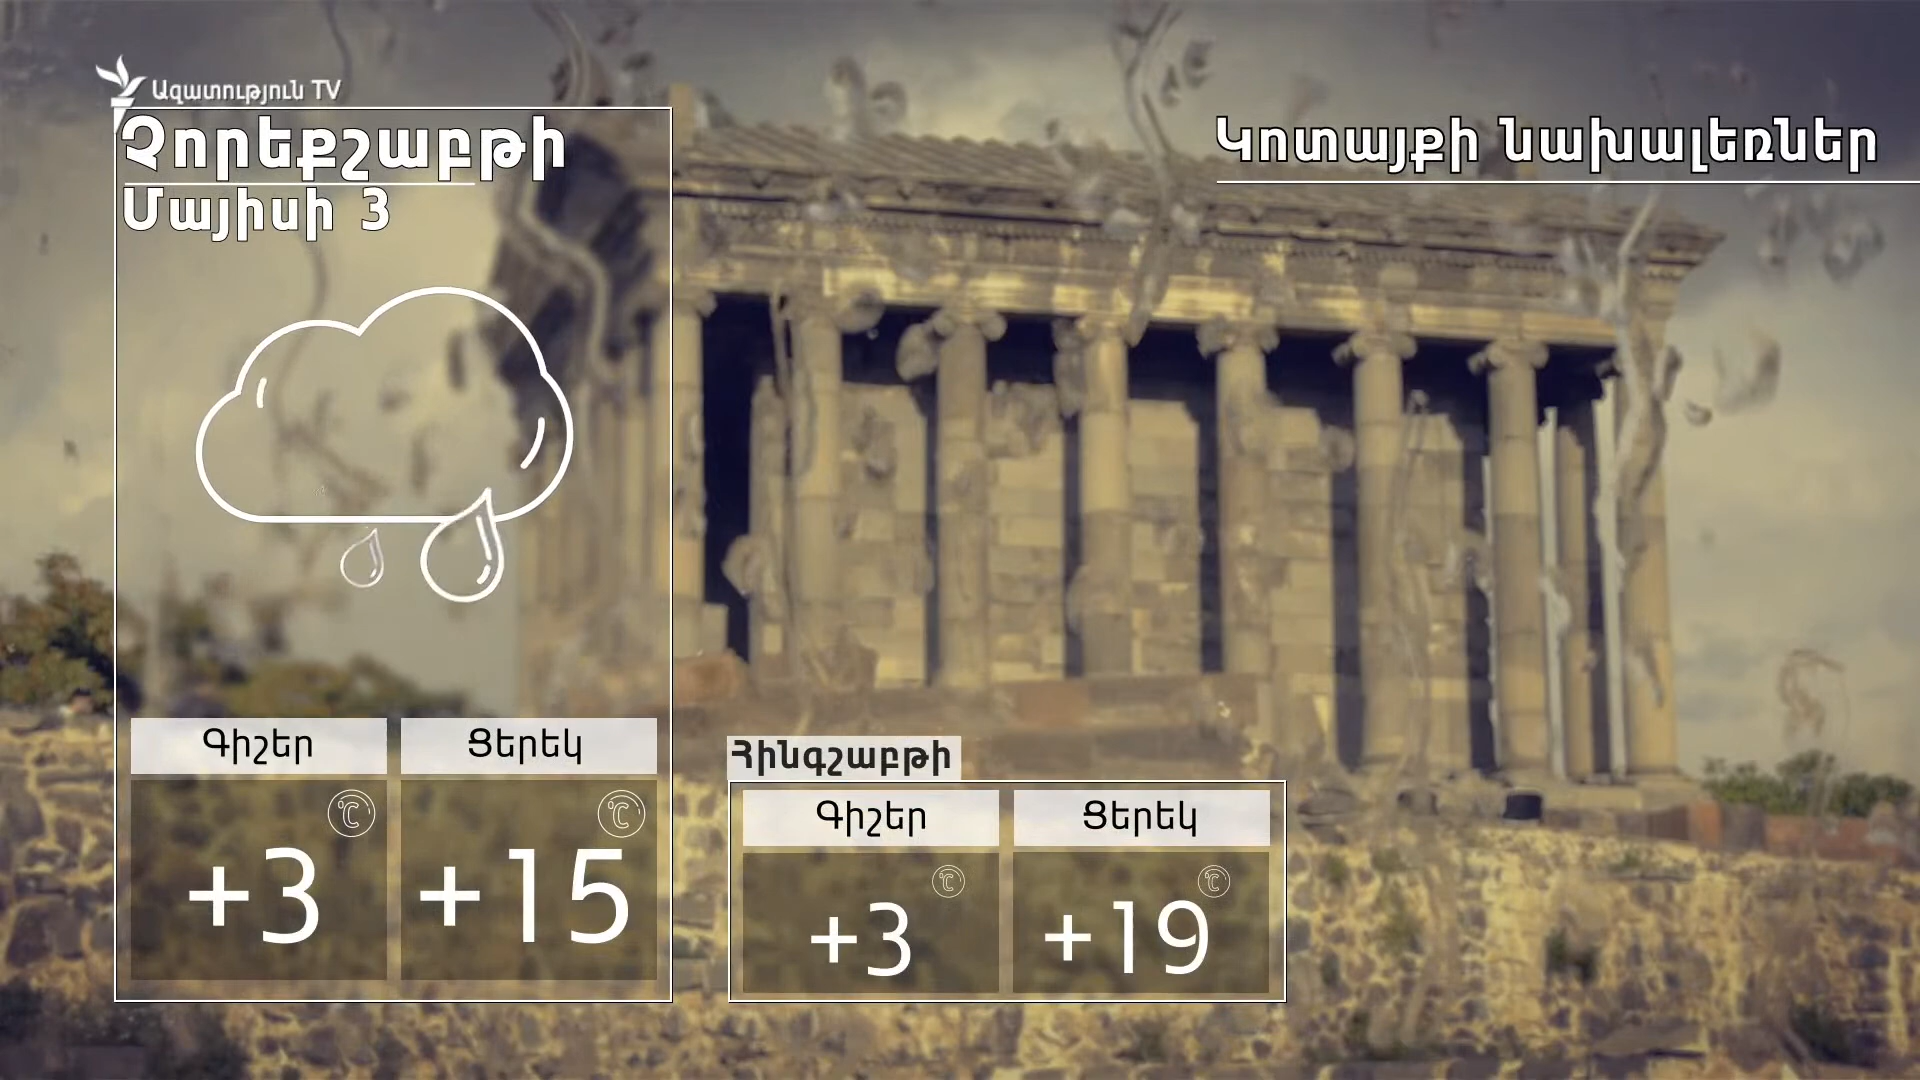 Ազատություն TV
Չորեքշաբթի
Մայիսի 3
Կոտայքի նախալեռներ
Գիշեր
Ցերեկ
°C
°C
+3
+15
Հինգշաբթի
Գիշեր
Ցերեկ
°C
°C
+3
+19